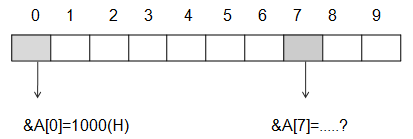 0 1 2 3 4 5 6 7 8 9
&A[0]=1000(H) &A[7]=.....?